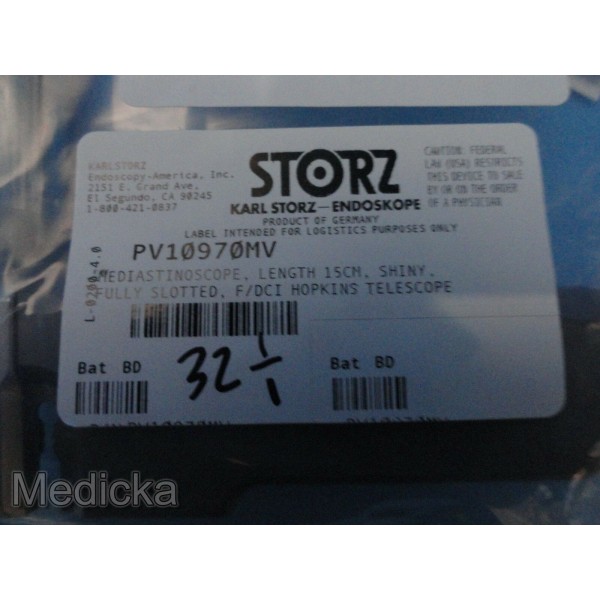 KARLSTORZ
Endoscopy-America, Inc.
2151 E. Grand Ave.
El Segundo, CA 90245
1-800-421-0837
STORZ
KARL STORZ—ENDOSKOPE
PRODUCT OF GERMANY
LABEL INTENDED FOR LOGISTICS PURPOSES ONLY
CAUTION: FEDERAL
LAW (USA) RESTRICTS
THIS DEVICE TO SALE
BY OR ON THE ORDER
OF A PHYSICIAN.
L-0200-4.0
PV10970MV
MEDIASTINOSCOPE, LENGTH 15CM, SHINY,
FULLY SLOTTED, F/DCI HOPKINS TELESCOPE
Bat BD
32 1/1
Bat BD
PV10970MV
PV10970MV
Medicka